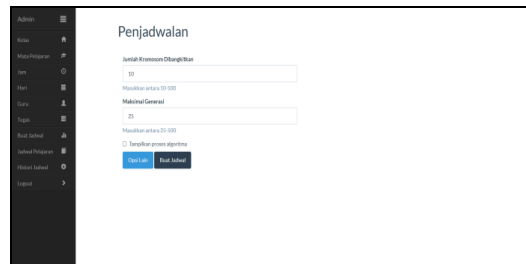 Admin
Kelas
Mata Pelajaran
Jam
Hari
Guru
Tugas
Buat Jadwal
Jadwal Pelajaran
Histori Jadwal
Logout
Penjadwalan
Jumlah Kromosom Dibangkitkan
10
Masukkan antara 10-100
Maksimal Generasi
25
Masukkan antara 25-500
Tampilkan proses algoritma
Opsi Lain Buat Jadwal